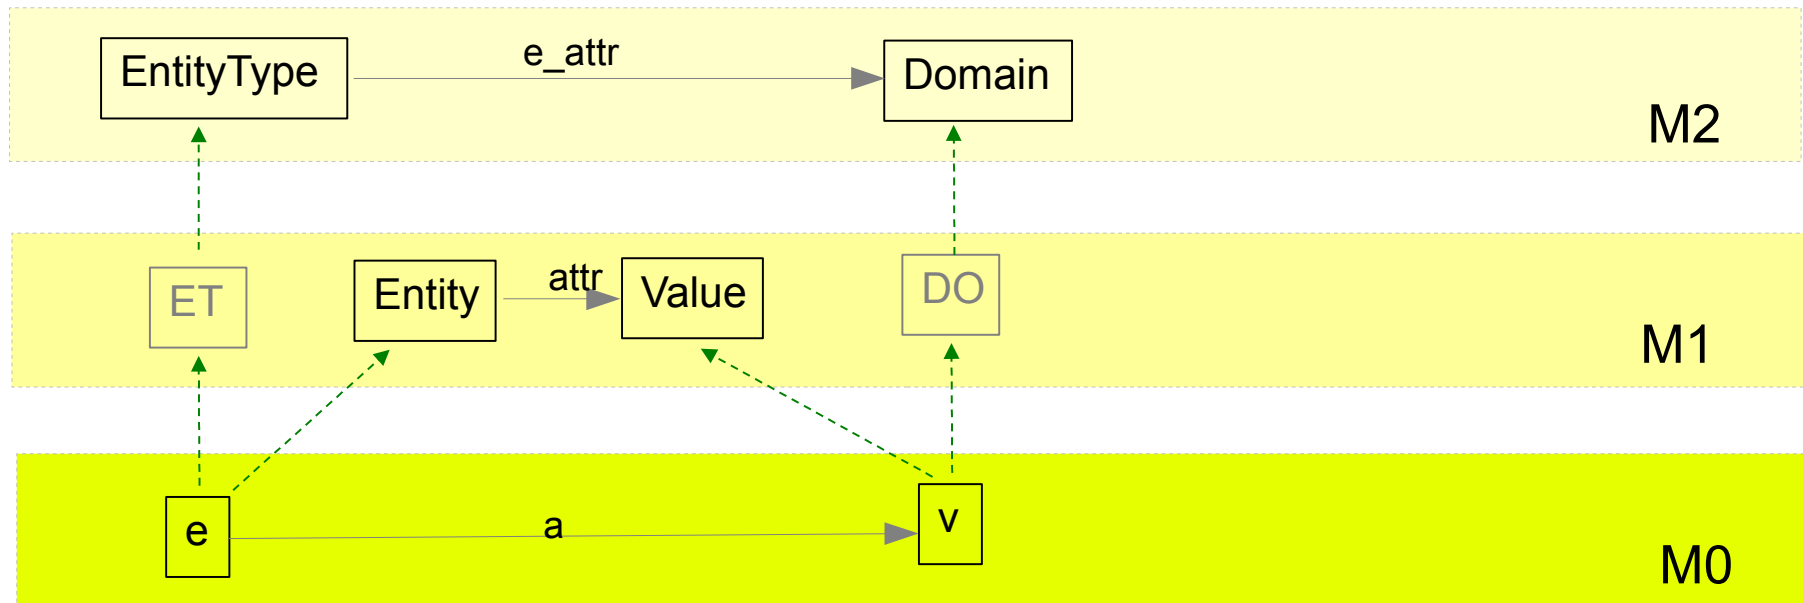 EntityType
e_attr
Domain
M2
ET
Entity
attr
Value
DO
M1
e
a
v
M0